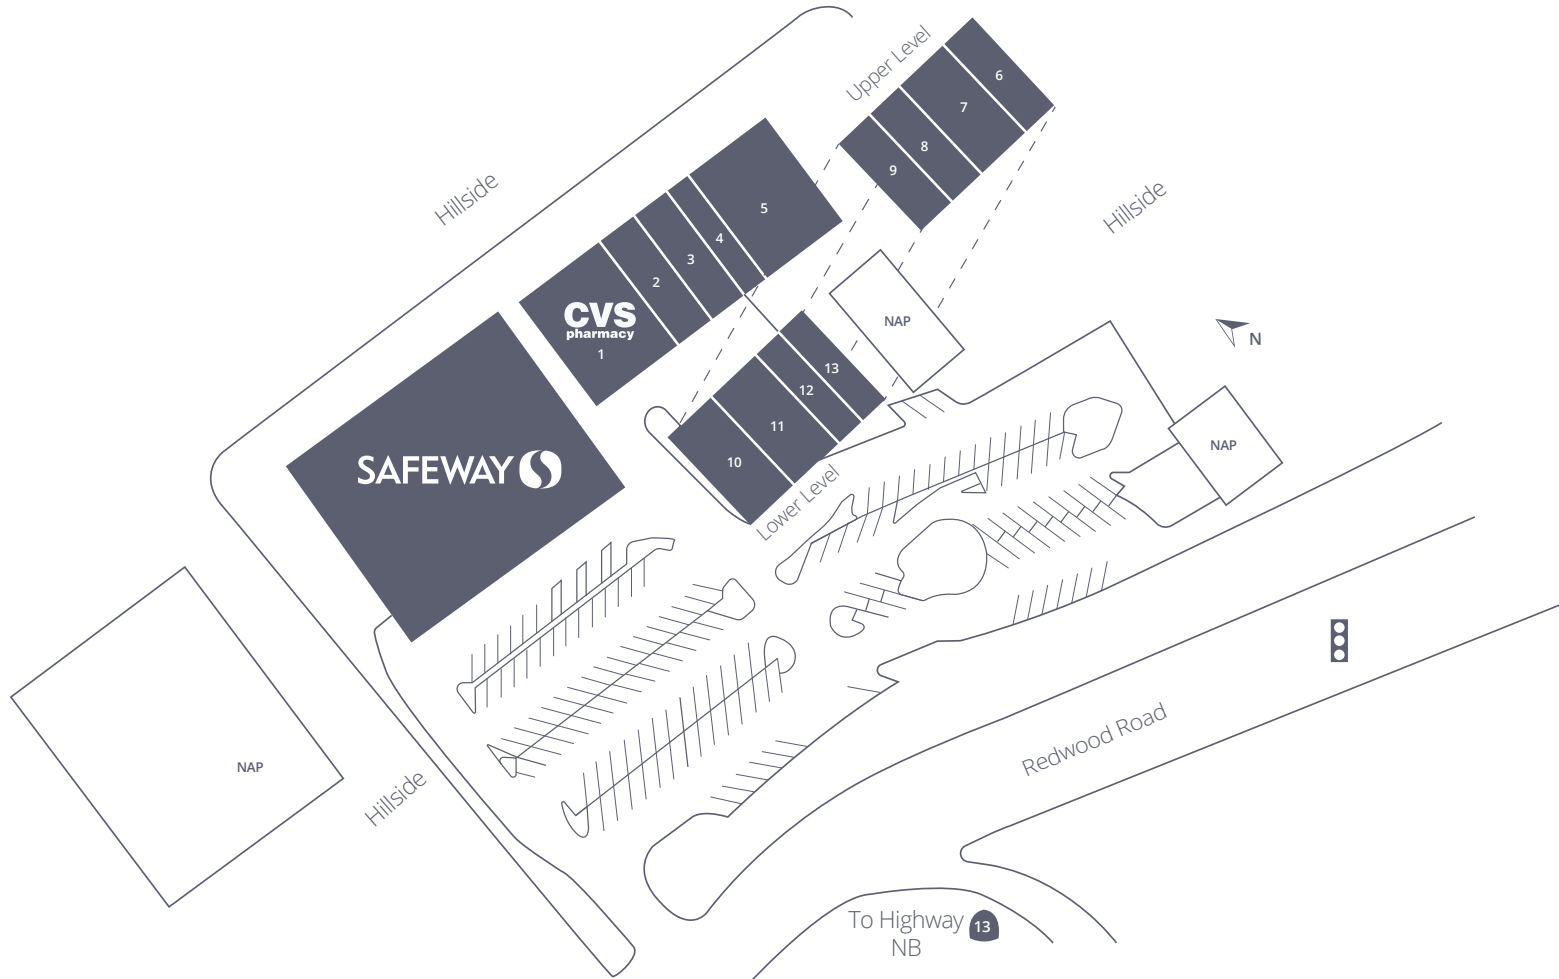 Upper Level
6
7
8
9
Hillside
5
4
3
2
CVS
pharmacy
1
Hillside
NAP
N
13
12
11
10
NAP
SAFEWAY
Lower Level
Redwood Road
NAP
Hillside
To Highway 13
NB